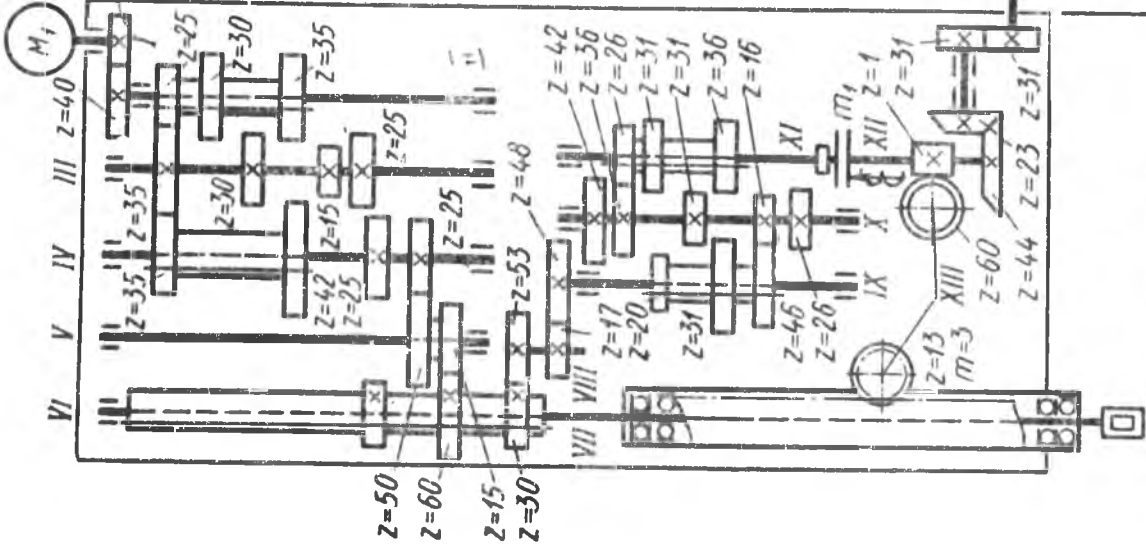 M₁
z=40
z=25
z=30
z=35
II
III
z=35
z=30
z=15
z=25
IV
z=35
z=42
z=25
z=25
V
z=53
z=48
VI
z=50
z=60
z=15
z=30
VII
VIII
z=17
z=20
z=31
z=46
z=26
IX
X
z=42
z=36
z=26
z=31
z=31
z=36
z=16
XI
m₁
XII
z=1
z=31
z=31
z=23
z=44
z=60
XIII
z=13
m=3